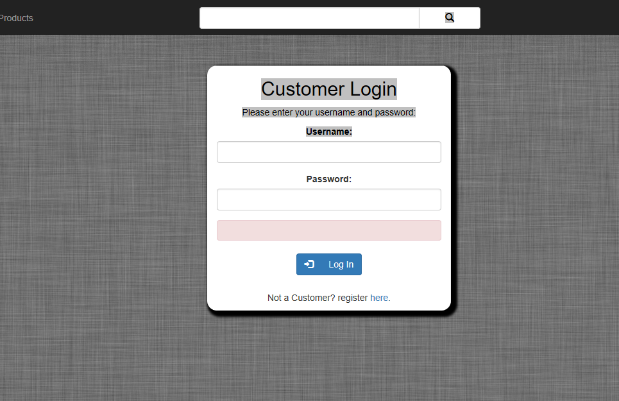 Products
Customer Login
Please enter your username and password:
Username:
Password:
Log In
Not a Customer? register here.